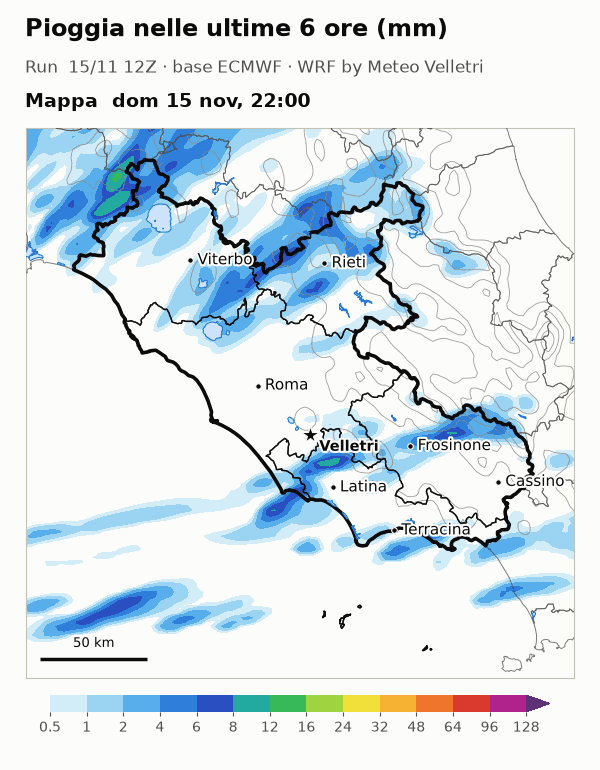 Pioggia nelle ultime 6 ore (mm)
Run  15/11 12Z · base ECMWF · WRF by Meteo Velletri
Mappa  dom 15 nov, 22:00
Viterbo
Rieti
Roma
Velletri
Frosinone
Latina
Cassino
Terracina
50 km
0.5 1 2 4 6 8 12 16 24 32 48 64 96 128